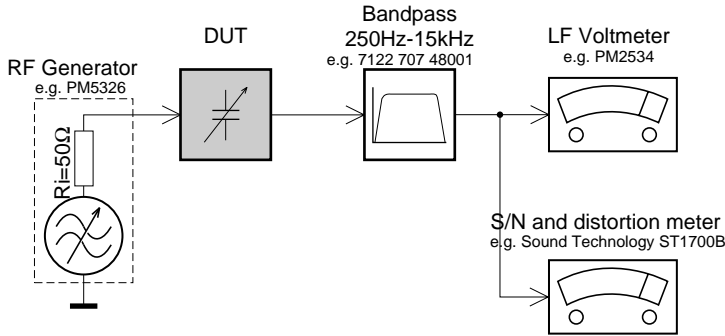 RF Generator
e.g. PM5326
Ri=50Ω
DUT
Bandpass
250Hz-15kHz
e.g. 7122 707 48001
LF Voltmeter
e.g. PM2534
S/N and distortion meter
e.g. Sound Technology ST1700B